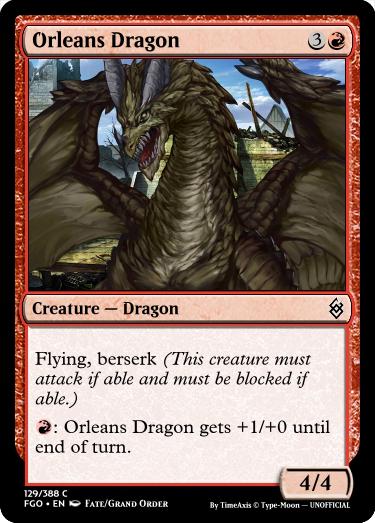 Orleans Dragon 3
Creature — Dragon
Flying, berserk (This creature must
attack if able and must be blocked if
able.)
: Orleans Dragon gets +1/+0 until
end of turn.
4/4
129/388 C
FGO • EN Fate/Grand Order
By TimeAxis © Type-Moon — UNOFFICIAL